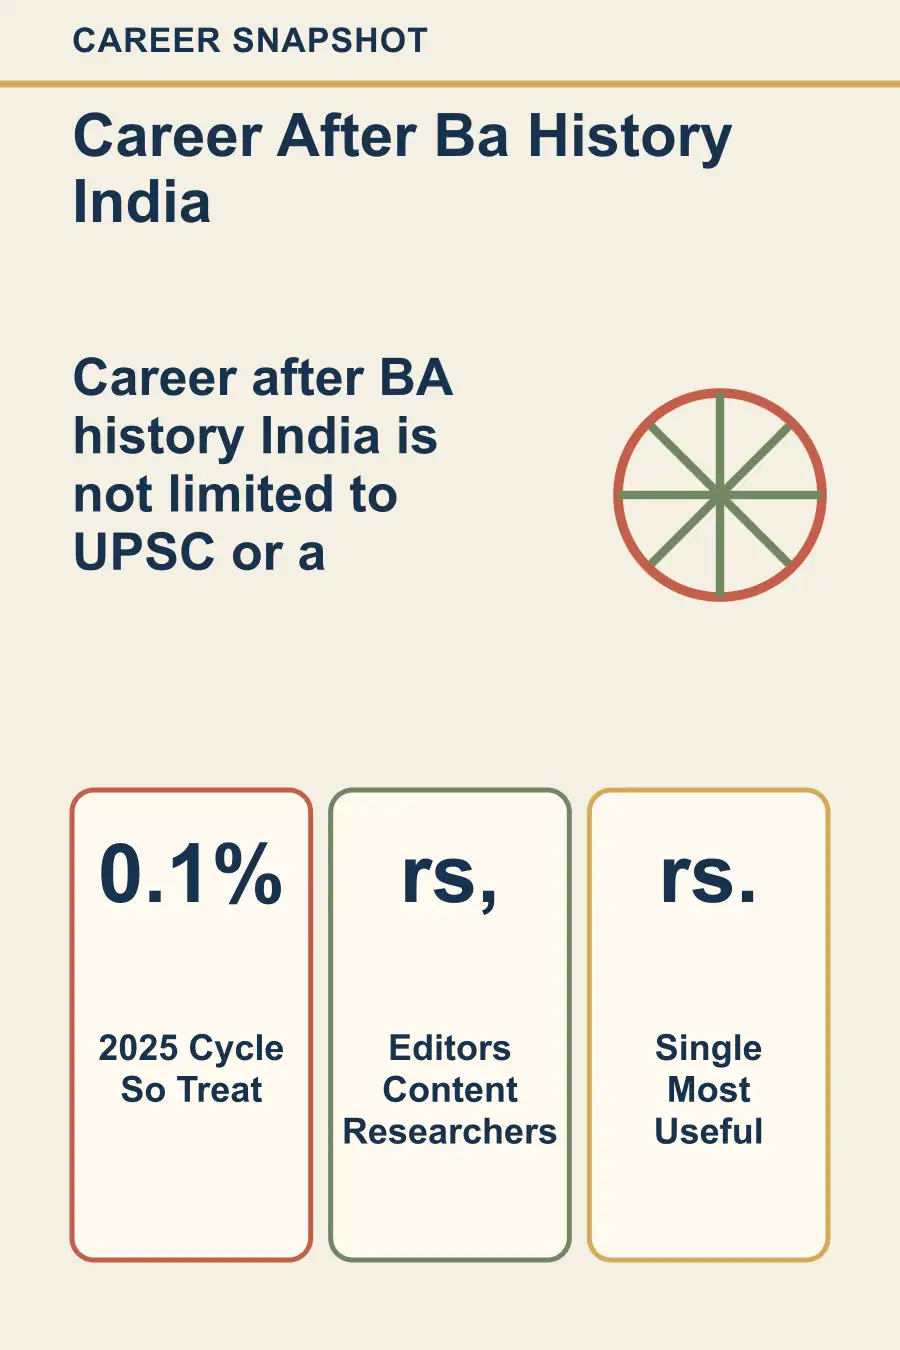 CAREER SNAPSHOT
Career After Ba History
India
Career after BA
history India is
not limited to
UPSC or a
0.1%
2025 Cycle
So Treat
rs,
Editors
Content
Researchers
rs.
Single
Most
Useful